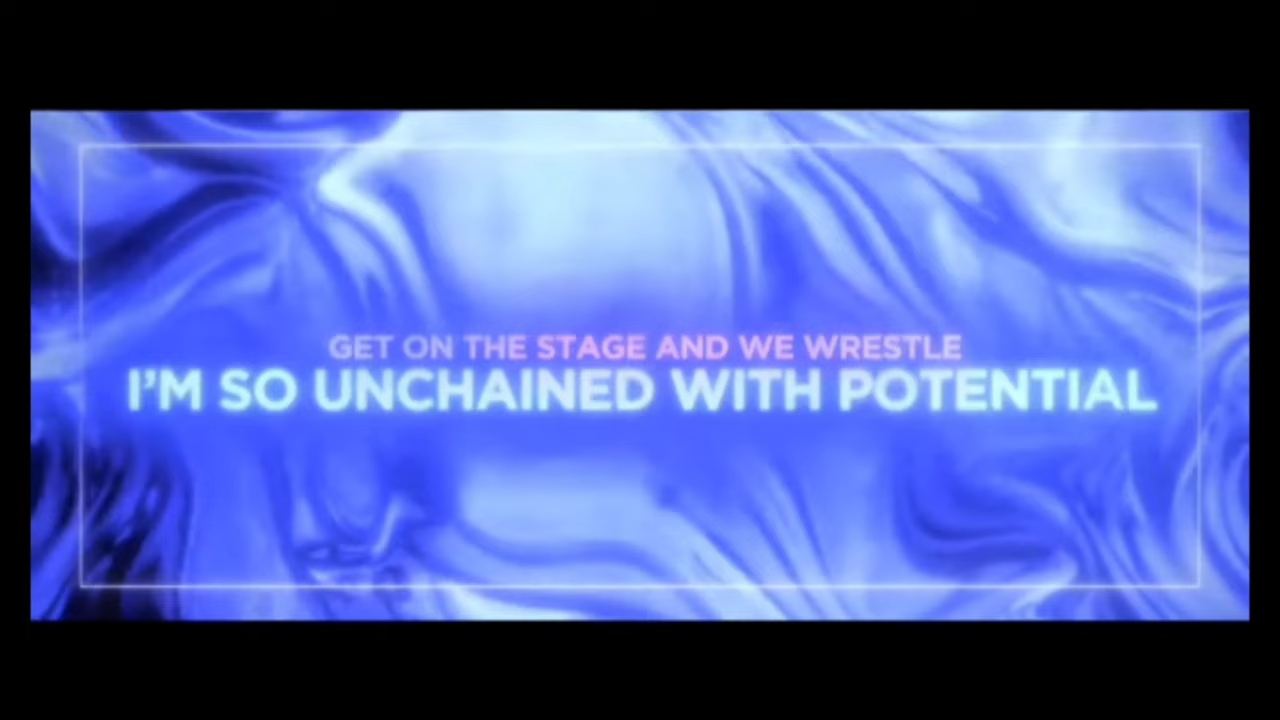 GET ON THE STAGE AND WE WRESTLE
I'M SO UNCHAINED WITH POTENTIAL